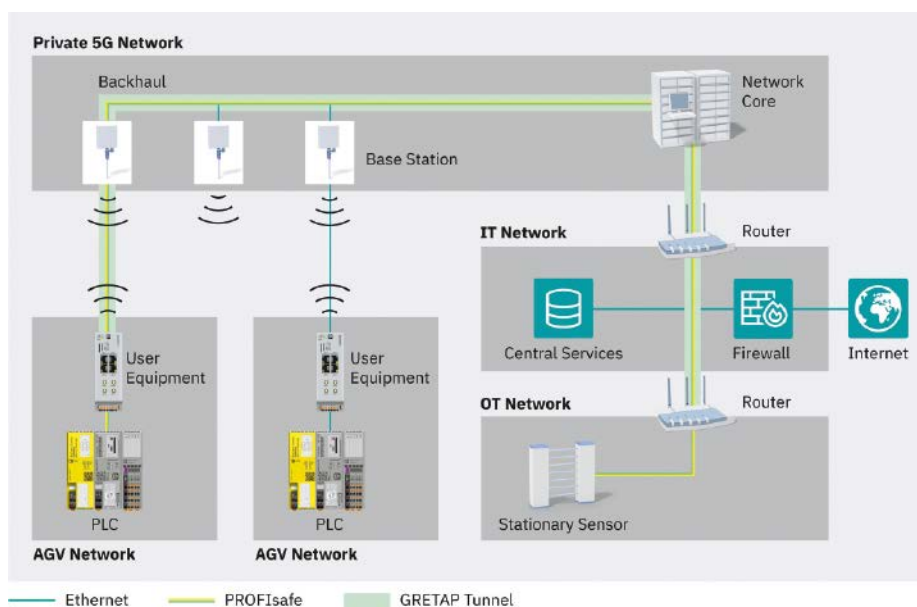 Private 5G Network
Backhaul
Network
Core
Base Station
IT Network
Router
Central Services
Firewall
Internet
User
Equipment
User
Equipment
OT Network
Router
PLC
PLC
Stationary Sensor
AGV Network
AGV Network
Ethernet
PROFIsafe
GRETAP Tunnel